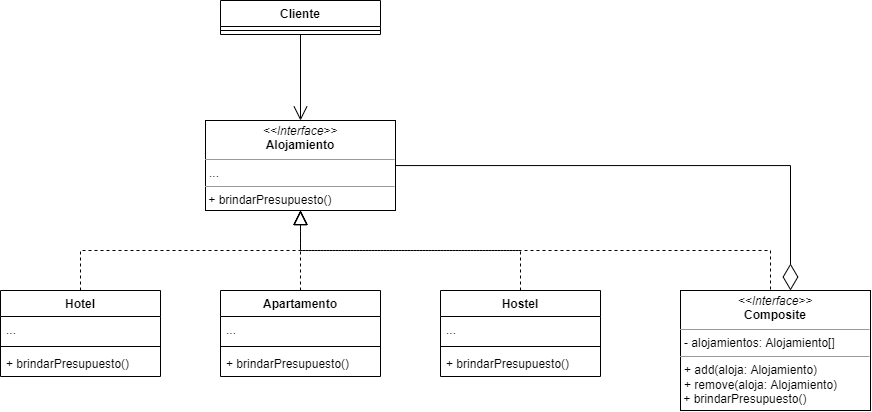 Cliente
<<Interface>>
Alojamiento
...
+ brindarPresupuesto()
Hotel
...
+ brindarPresupuesto()
Apartamento
...
+ brindarPresupuesto()
Hostel
...
+ brindarPresupuesto()
<<Interface>>
Composite
- alojamientos: Alojamiento[]
+ add(aloja: Alojamiento)
+ remove(aloja: Alojamiento)
+ brindarPresupuesto()